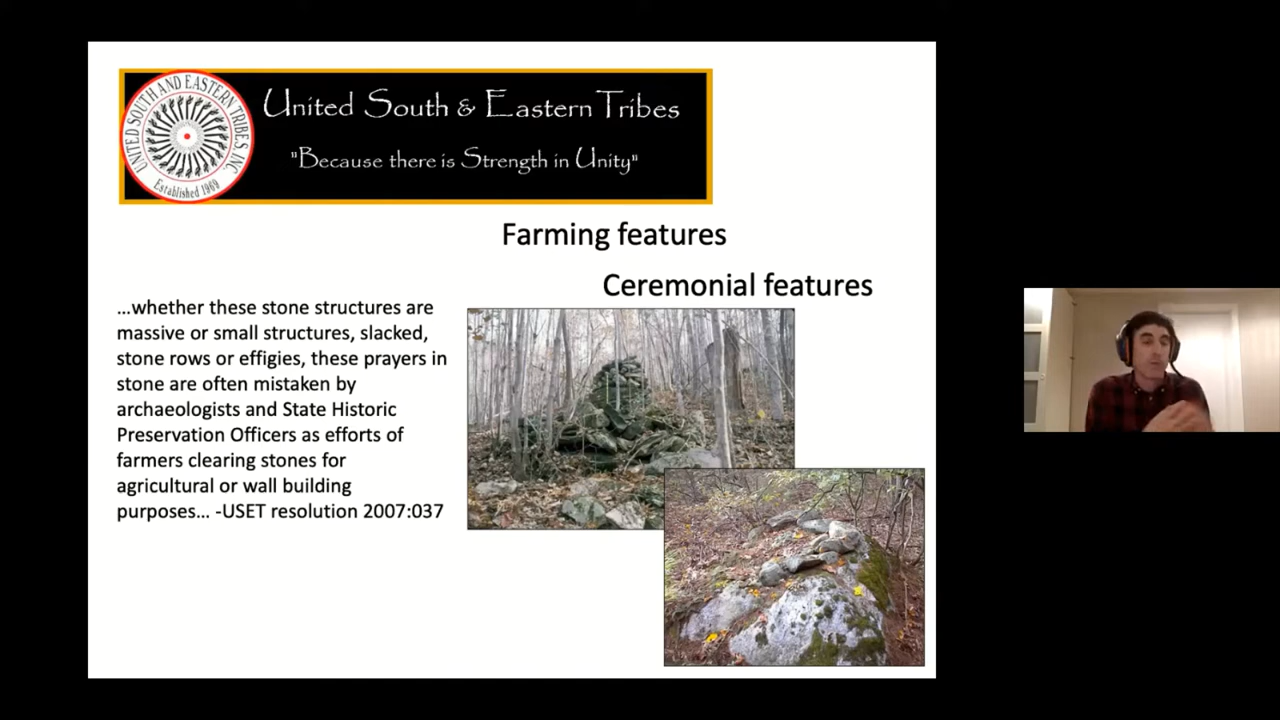 UNITED SOUTH AND EASTERN TRIBES, INC.
Established 1969
United South & Eastern Tribes
"Because there is Strength in Unity"
Farming features
Ceremonial features
...whether these stone structures are
massive or small structures, slacked,
stone rows or effigies, these prayers in
stone are often mistaken by
archaeologists and State Historic
Preservation Officers as efforts of
farmers clearing stones for
agricultural or wall building
purposes... -USET resolution 2007:037